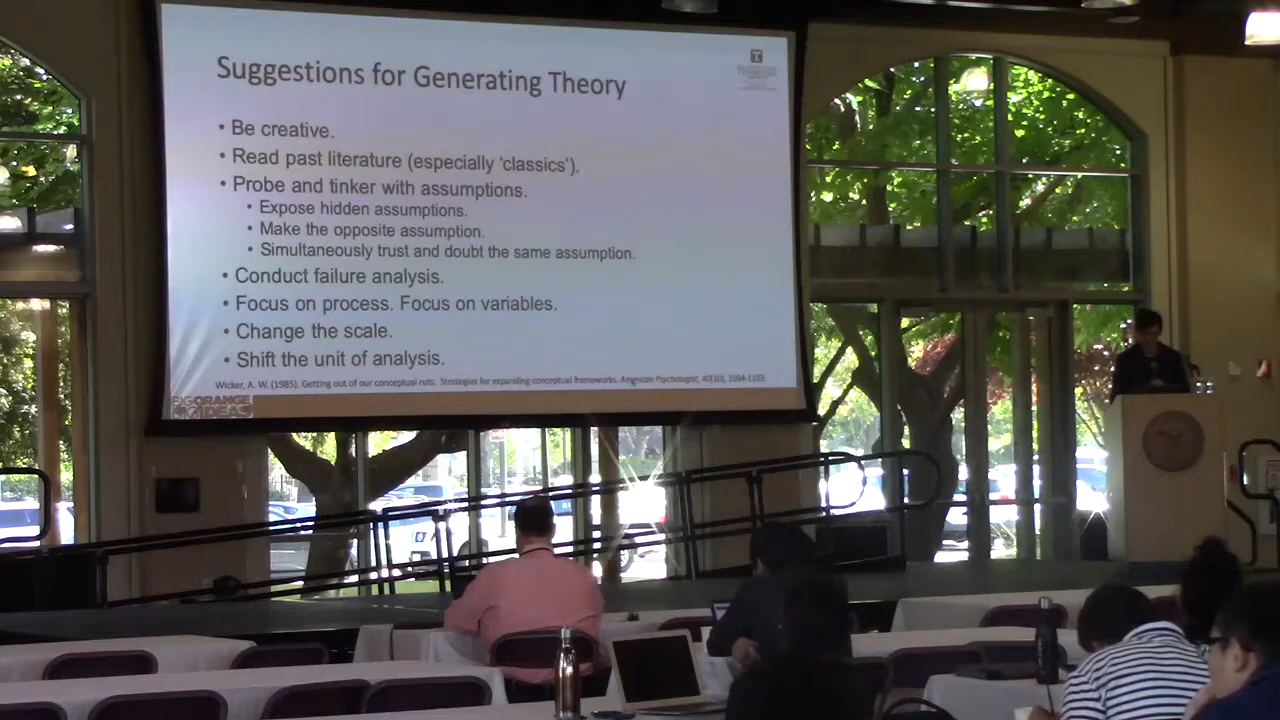 Suggestions for Generating Theory
• Be creative.
• Read past literature (especially 'classics').
• Probe and tinker with assumptions.
• Expose hidden assumptions.
• Make the opposite assumption.
• Simultaneously trust and doubt the same assumption.
• Conduct failure analysis.
• Focus on process. Focus on variables.
• Change the scale.
• Shift the unit of analysis.
Wicker, A. W. (1985). Getting out of our conceptual ruts. Strategies for expanding conceptual frameworks. American Psychologist, 40(10), 1094-1103
BIGORANGE
BIGIDEAS
T